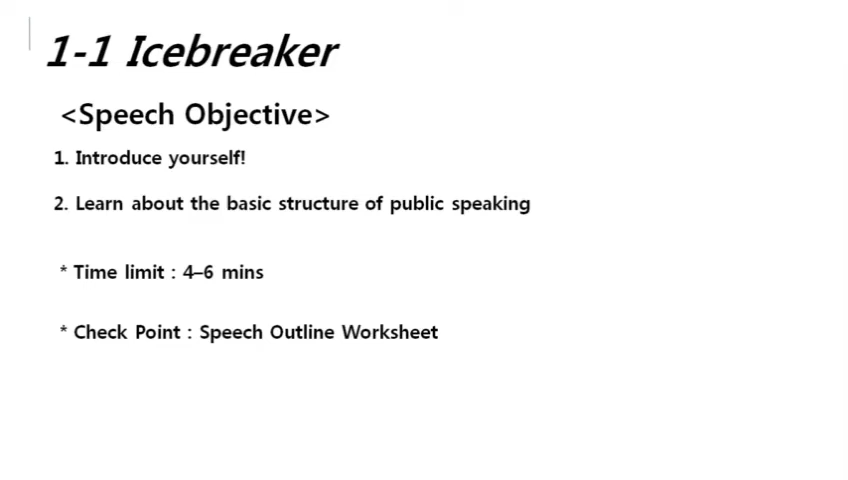 1-1 Icebreaker
<Speech Objective>
1. Introduce yourself!
2. Learn about the basic structure of public speaking
* Time limit : 4–6 mins
* Check Point : Speech Outline Worksheet